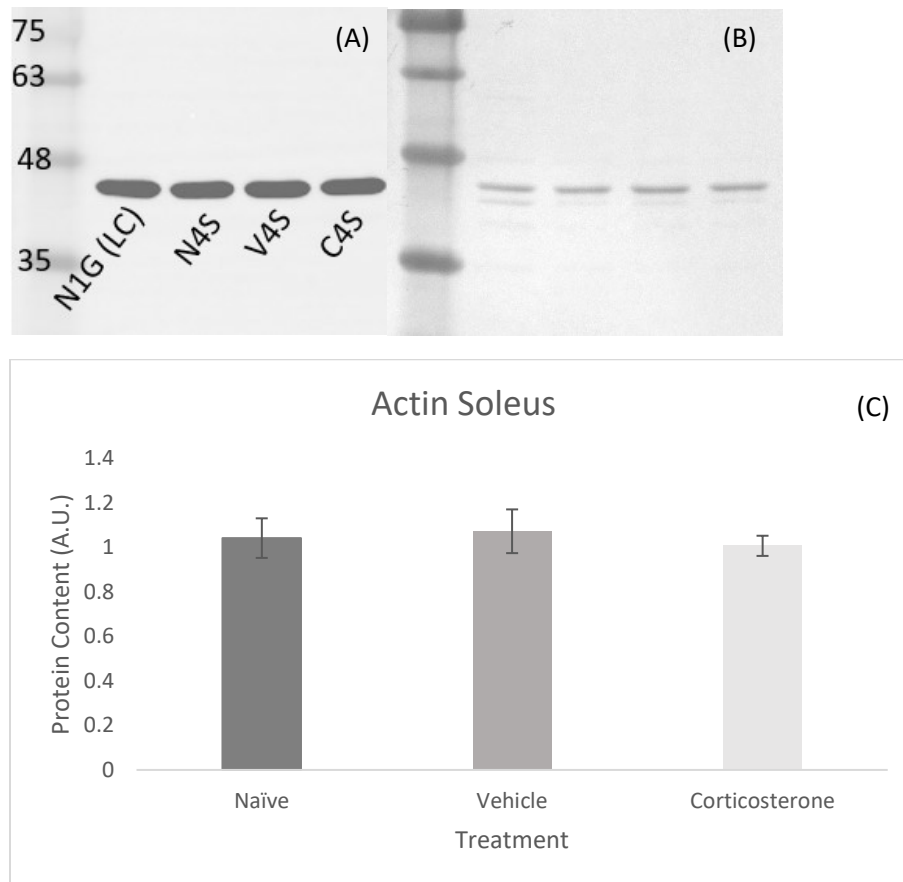 75
(A)
(B)
63
48
35
N1G (LC)
N4S
V4S
C4S
Actin Soleus
(C)
Protein Content (A.U.)
1.4
1.2
1
0.8
0.6
0.4
0.2
0
Naïve
Vehicle
Corticosterone
Treatment